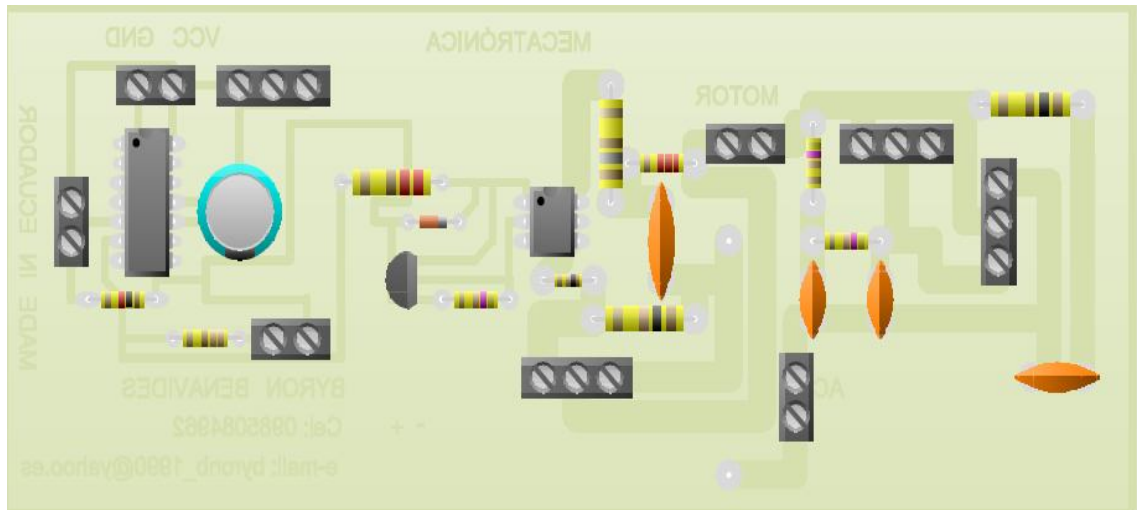 VCC GND
MECATRÓNICA
MOTOR
MADE IN ECUADOR
BYRON BENAVIDES
AC
Cel: 0985084962
- +
e-mail: byronb_1990@yahoo.es